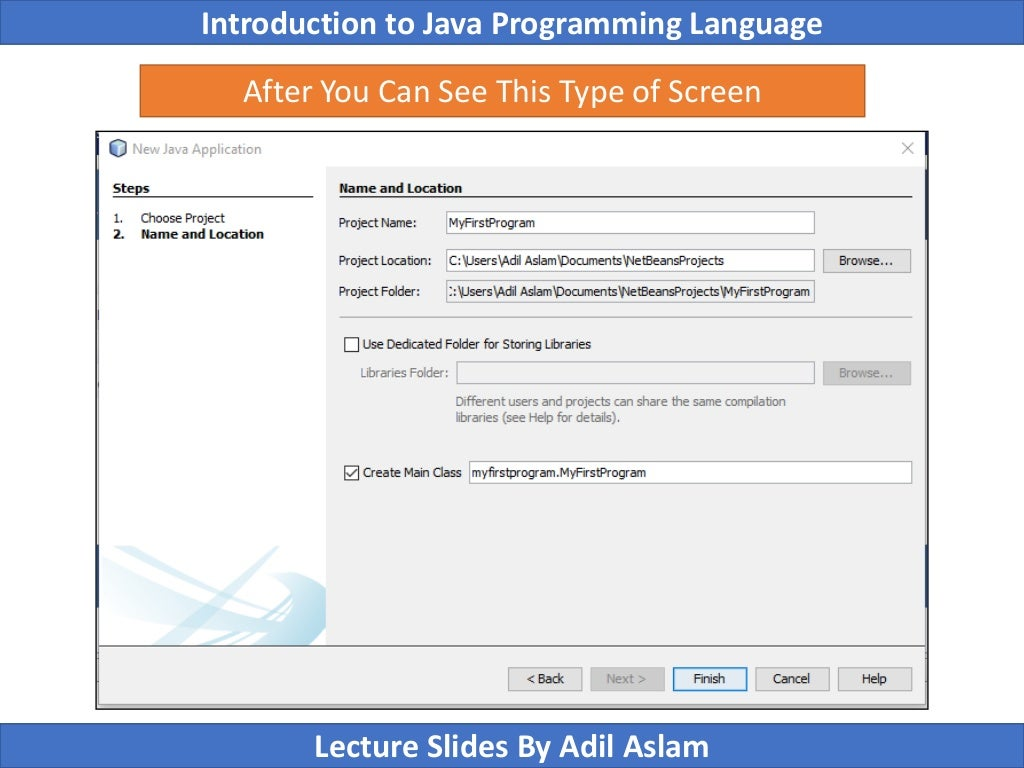 Introduction to Java Programming Language
After You Can See This Type of Screen
New Java Application
Steps
1. Choose Project
2. Name and Location
Name and Location
Project Name: MyFirstProgram
Project Location: C:\Users\Adil Aslam\Documents\NetBeansProjects Browse...
Project Folder: :\Users\Adil Aslam\Documents\NetBeansProjects\MyFirstProgram
Use Dedicated Folder for Storing Libraries
Libraries Folder: Browse...
Different users and projects can share the same compilation
libraries (see Help for details).
Create Main Class myfirstprogram.MyFirstProgram
< Back Next > Finish Cancel Help
Lecture Slides By Adil Aslam